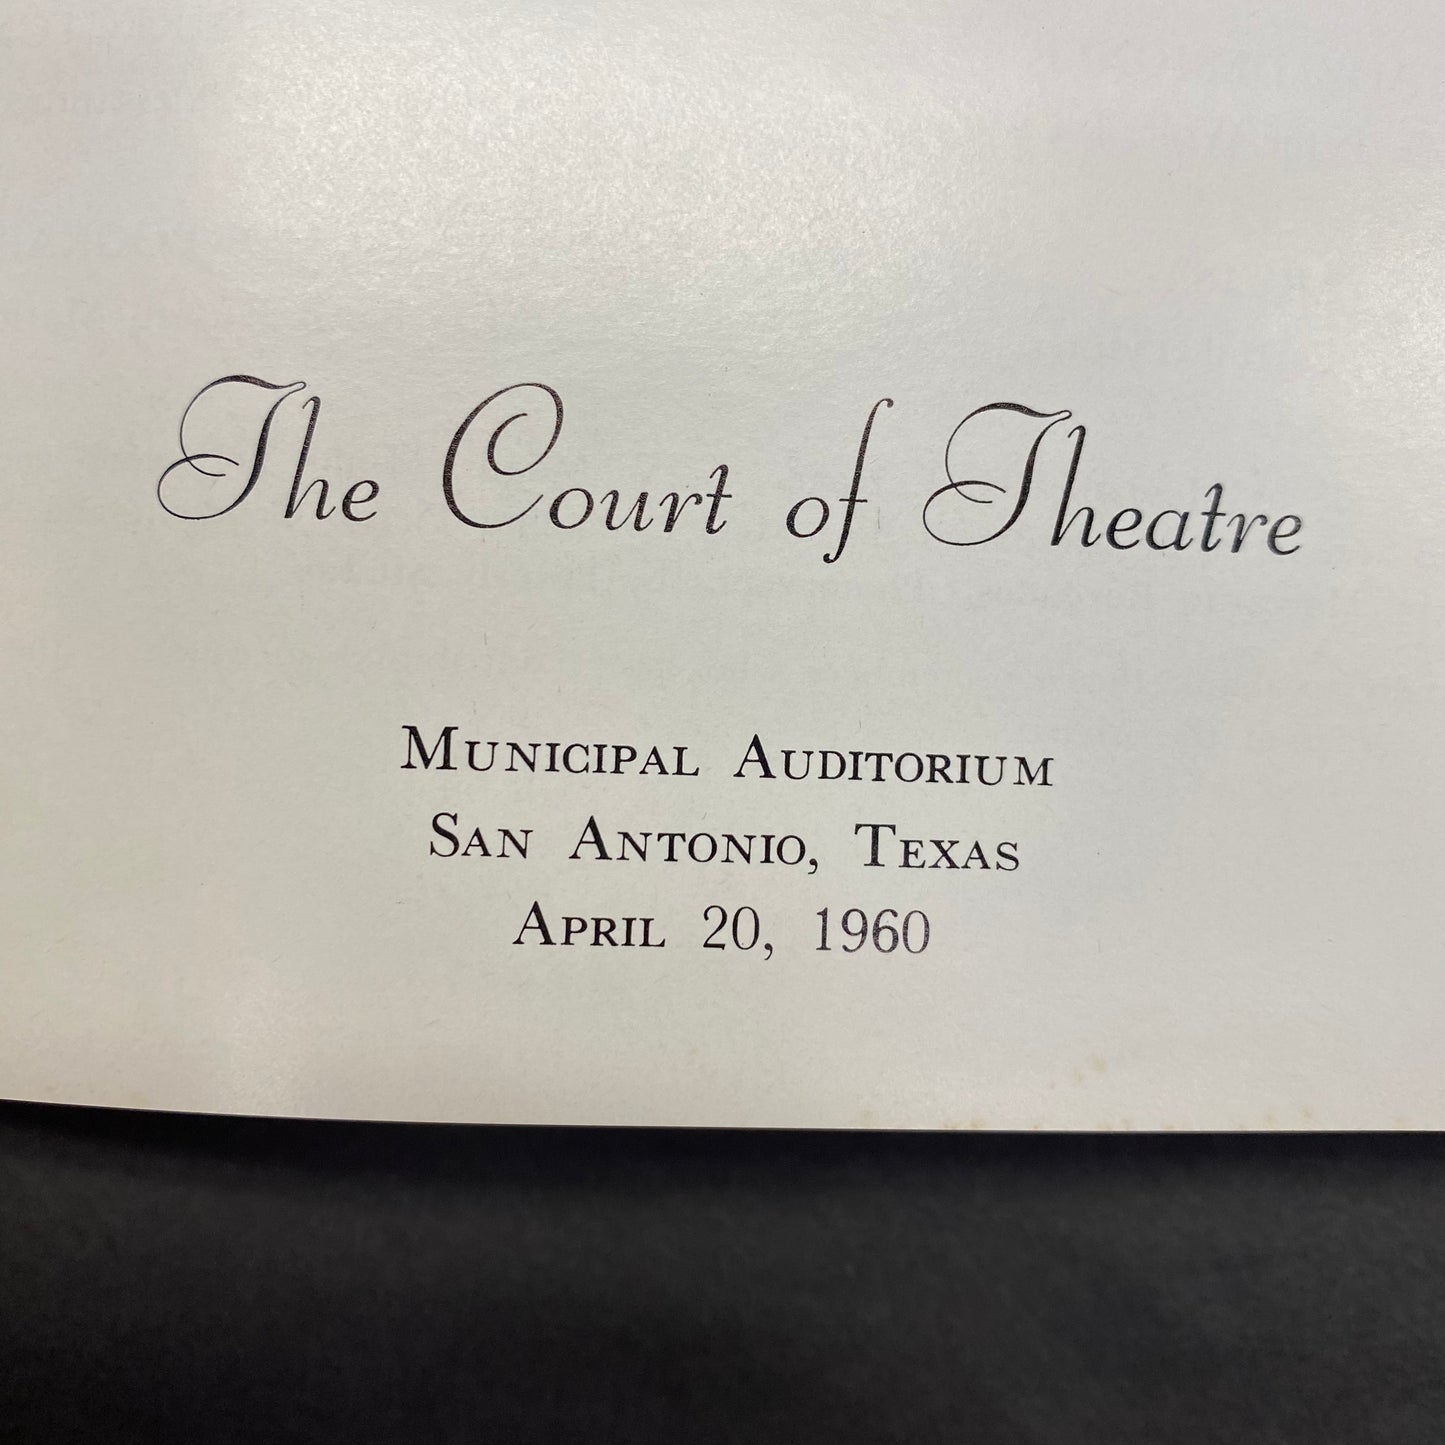 The Court of Theatre
Municipal Auditorium
San Antonio, Texas
April 20, 1960